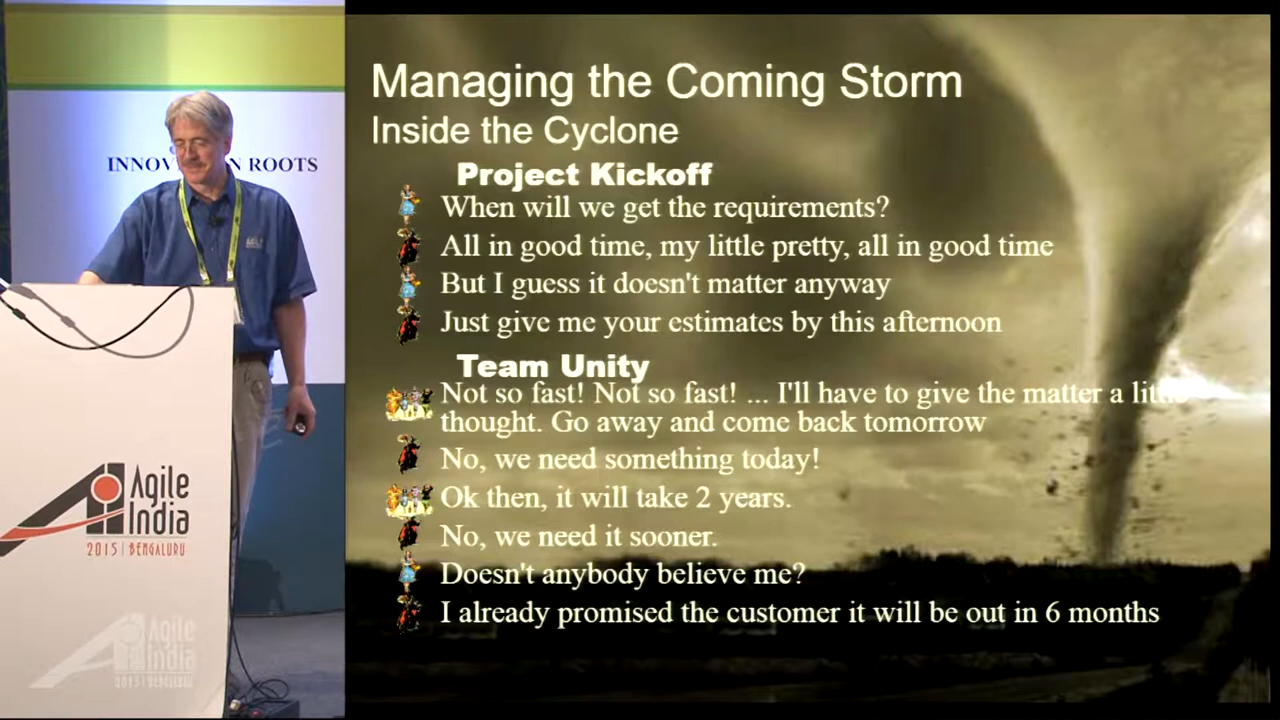 INNOV N ROOTS
Agile
India
2015 | BENGALURU
Agile
India
2015 | BENGALURU
Managing the Coming Storm
Inside the Cyclone
Project Kickoff
When will we get the requirements?
All in good time, my little pretty, all in good time
But I guess it doesn't matter anyway
Just give me your estimates by this afternoon
Team Unity
Not so fast! Not so fast! ... I'll have to give the matter a little
thought. Go away and come back tomorrow
No, we need something today!
Ok then, it will take 2 years.
No, we need it sooner.
Doesn't anybody believe me?
I already promised the customer it will be out in 6 months